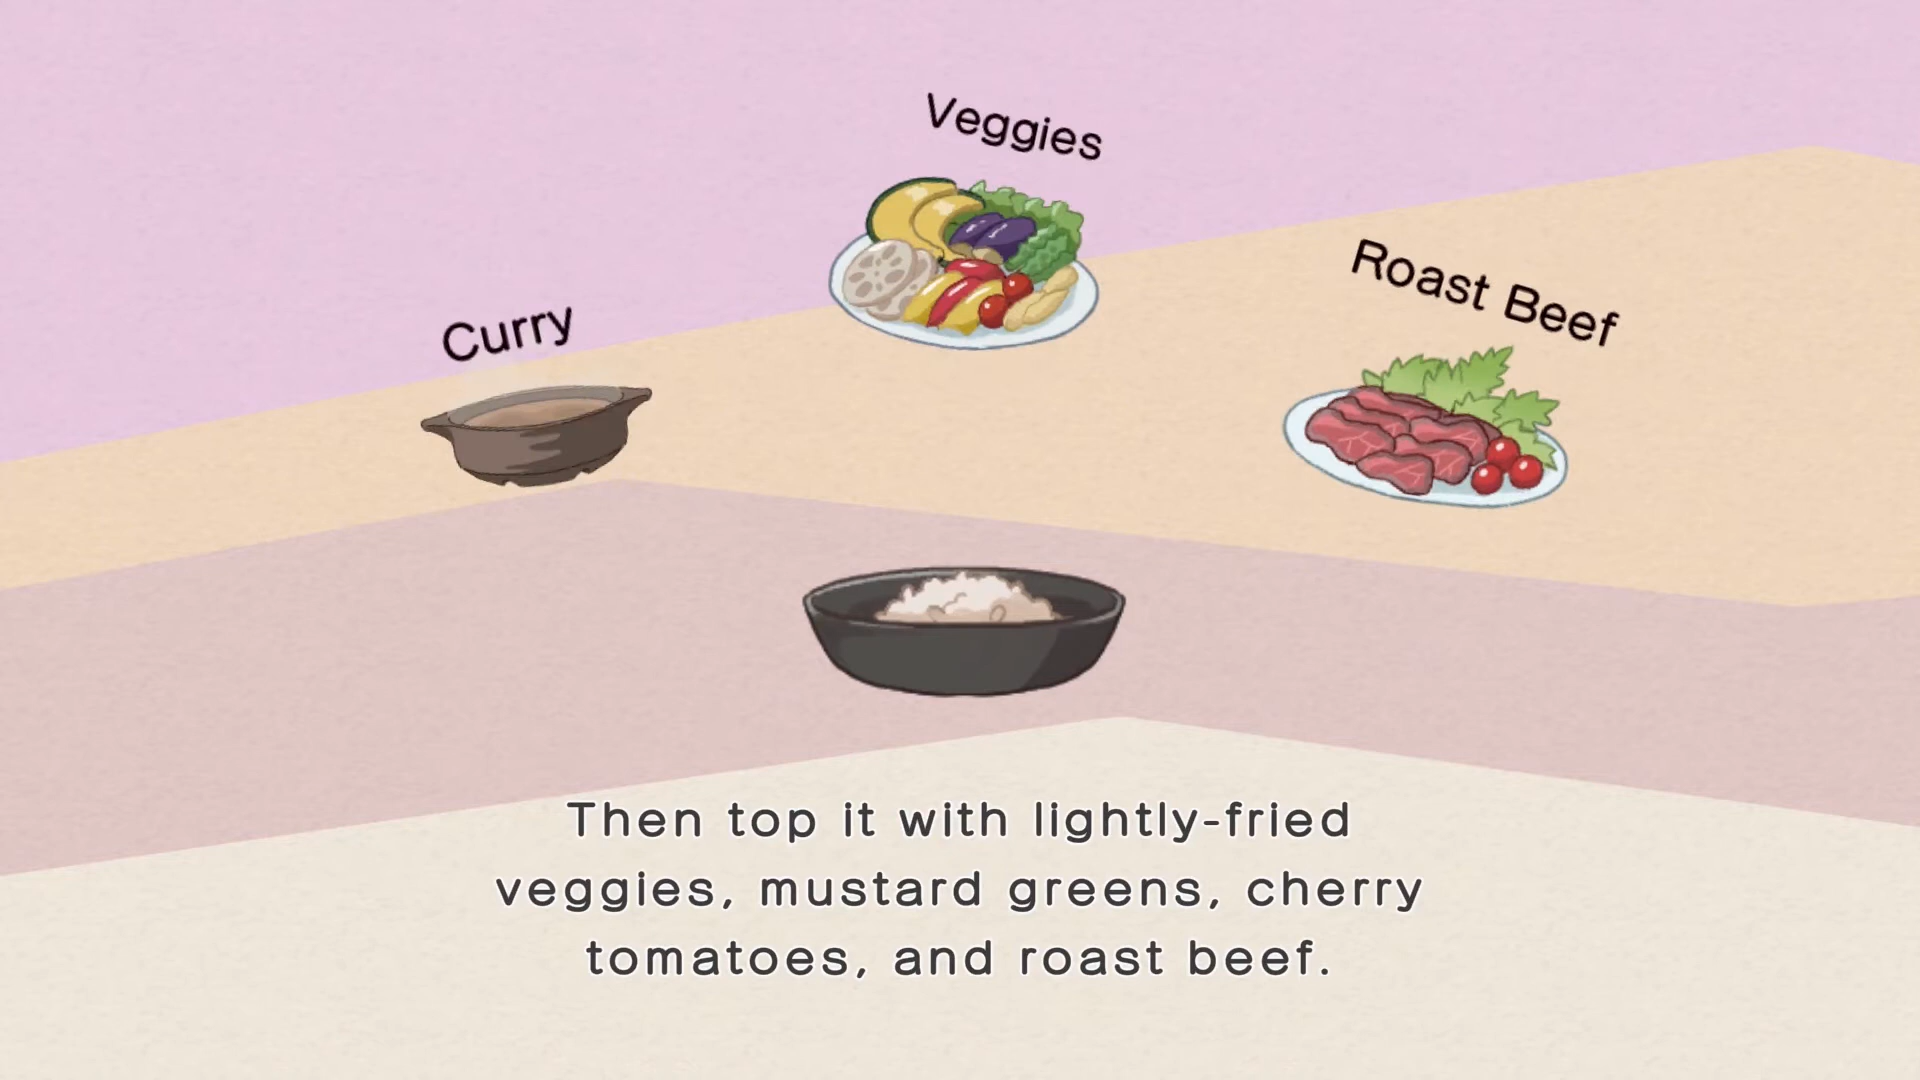 Veggies
Roast Beef
Curry
Then top it with lightly-fried
veggies, mustard greens, cherry
tomatoes, and roast beef.